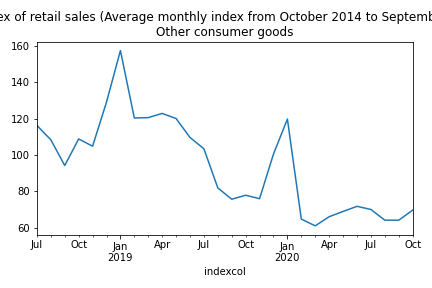 ex of retail sales (Average monthly index from October 2014 to Septemb
Other consumer goods
160
140
120
100
80
60
Jul Oct Jan Apr Jul Oct Jan Apr Jul Oct
2019 2020
indexcol